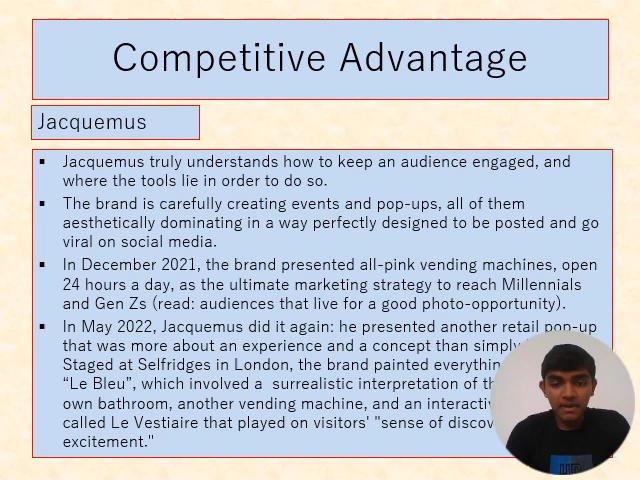 Competitive Advantage
Jacquemus
▪ Jacquemus truly understands how to keep an audience engaged, and
where the tools lie in order to do so.
▪ The brand is carefully creating events and pop-ups, all of them
aesthetically dominating in a way perfectly designed to be posted and go
viral on social media.
▪ In December 2021, the brand presented all-pink vending machines, open
24 hours a day, as the ultimate marketing strategy to reach Millennials
and Gen Zs (read: audiences that live for a good photo-opportunity).
▪ In May 2022, Jacquemus did it again: he presented another retail pop-up
that was more about an experience and a concept than simply
Staged at Selfridges in London, the brand painted
“Le Bleu”, which involved a surrealistic interpretation of
own bathroom, another vending machine, and an
called Le Vestiaire that played on visitors' "sense of
excitement."